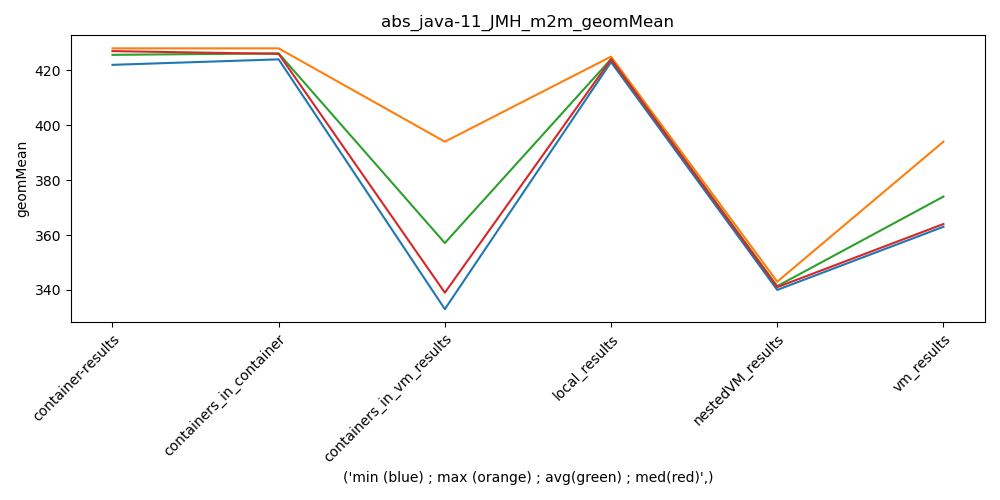 abs_java-11_JMH_m2m_geomMean
geomMean
420
400
380
360
340
container-results
containers_in_container
containers_in_vm_results
local_results
nestedVM_results
vm_results
('min (blue) ; max (orange) ; avg(green) ; med(red)',)